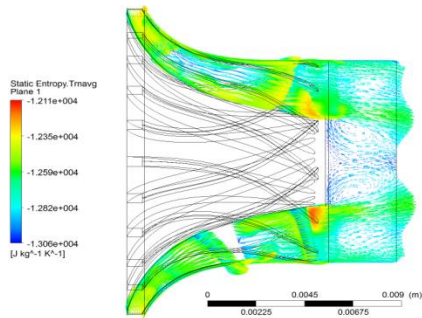 Static Entropy.Trnavg
Plane 1
-1.211e+004
-1.235e+004
-1.259e+004
-1.282e+004
-1.306e+004
[J kg^-1 K^-1]
0 0.0045 0.009 (m)
0.00225 0.00675